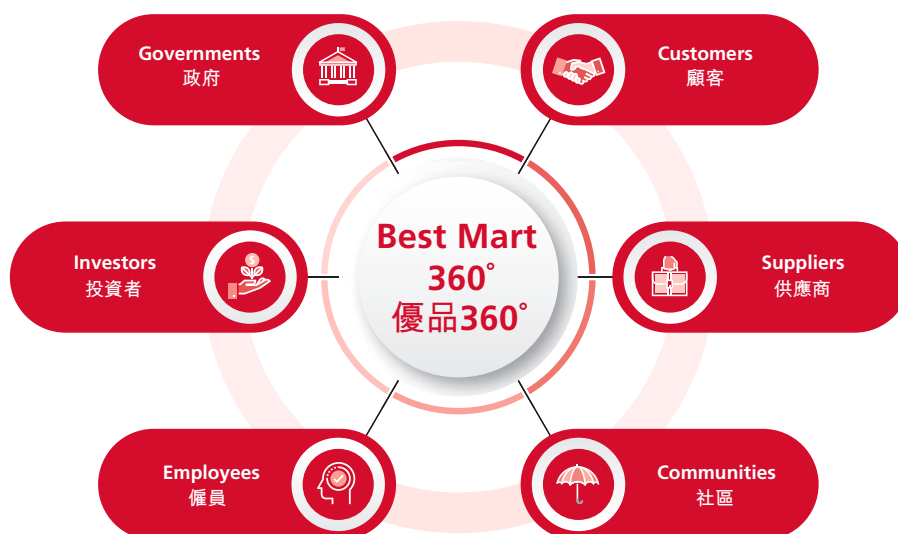 Governments
政府
Customers
顧客
Best Mart
360°
優品360°
Investors
投資者
Suppliers
供應商
Employees
僱員
Communities
社區